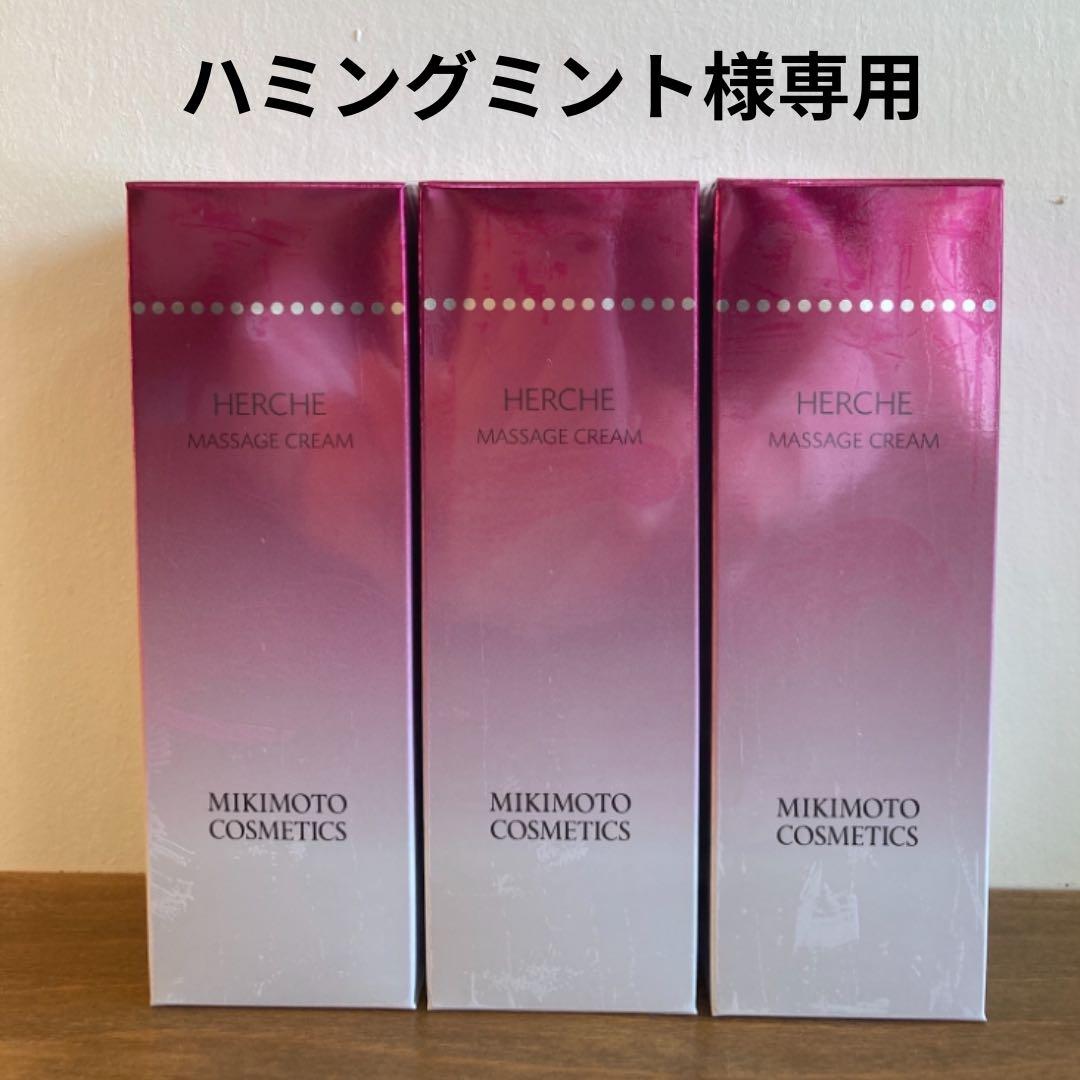 ハミングミント様専用
HERCHE
MASSAGE CREAM
MIKIMOTO
COSMETICS
HERCHE
MASSAGE CREAM
MIKIMOTO
COSMETICS
HERCHE
MASSAGE CREAM
MIKIMOTO
COSMETICS